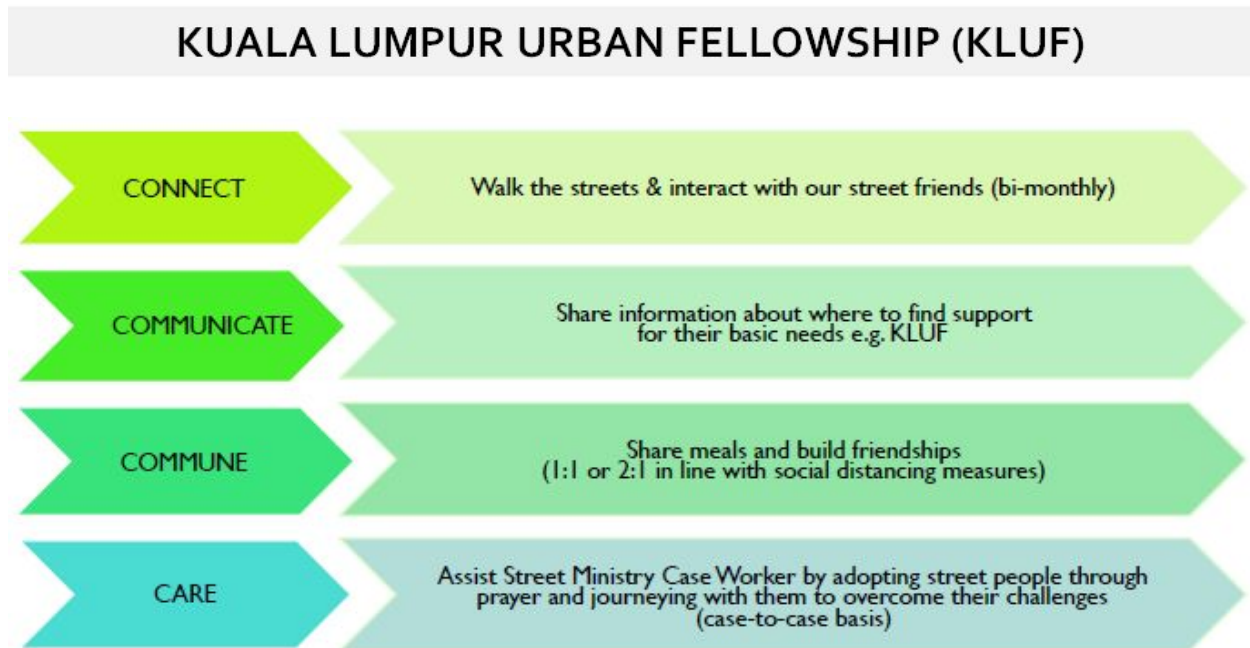 KUALA LUMPUR URBAN FELLOWSHIP (KLUF)
CONNECT
Walk the streets & interact with our street friends (bi-monthly)
COMMUNICATE
Share information about where to find support
for their basic needs e.g. KLUF
COMMUNE
Share meals and build friendships
(1:1 or 2:1 in line with social distancing measures)
CARE
Assist Street Ministry Case Worker by adopting street people through
prayer and journeying with them to overcome their challenges
(case-to-case basis)